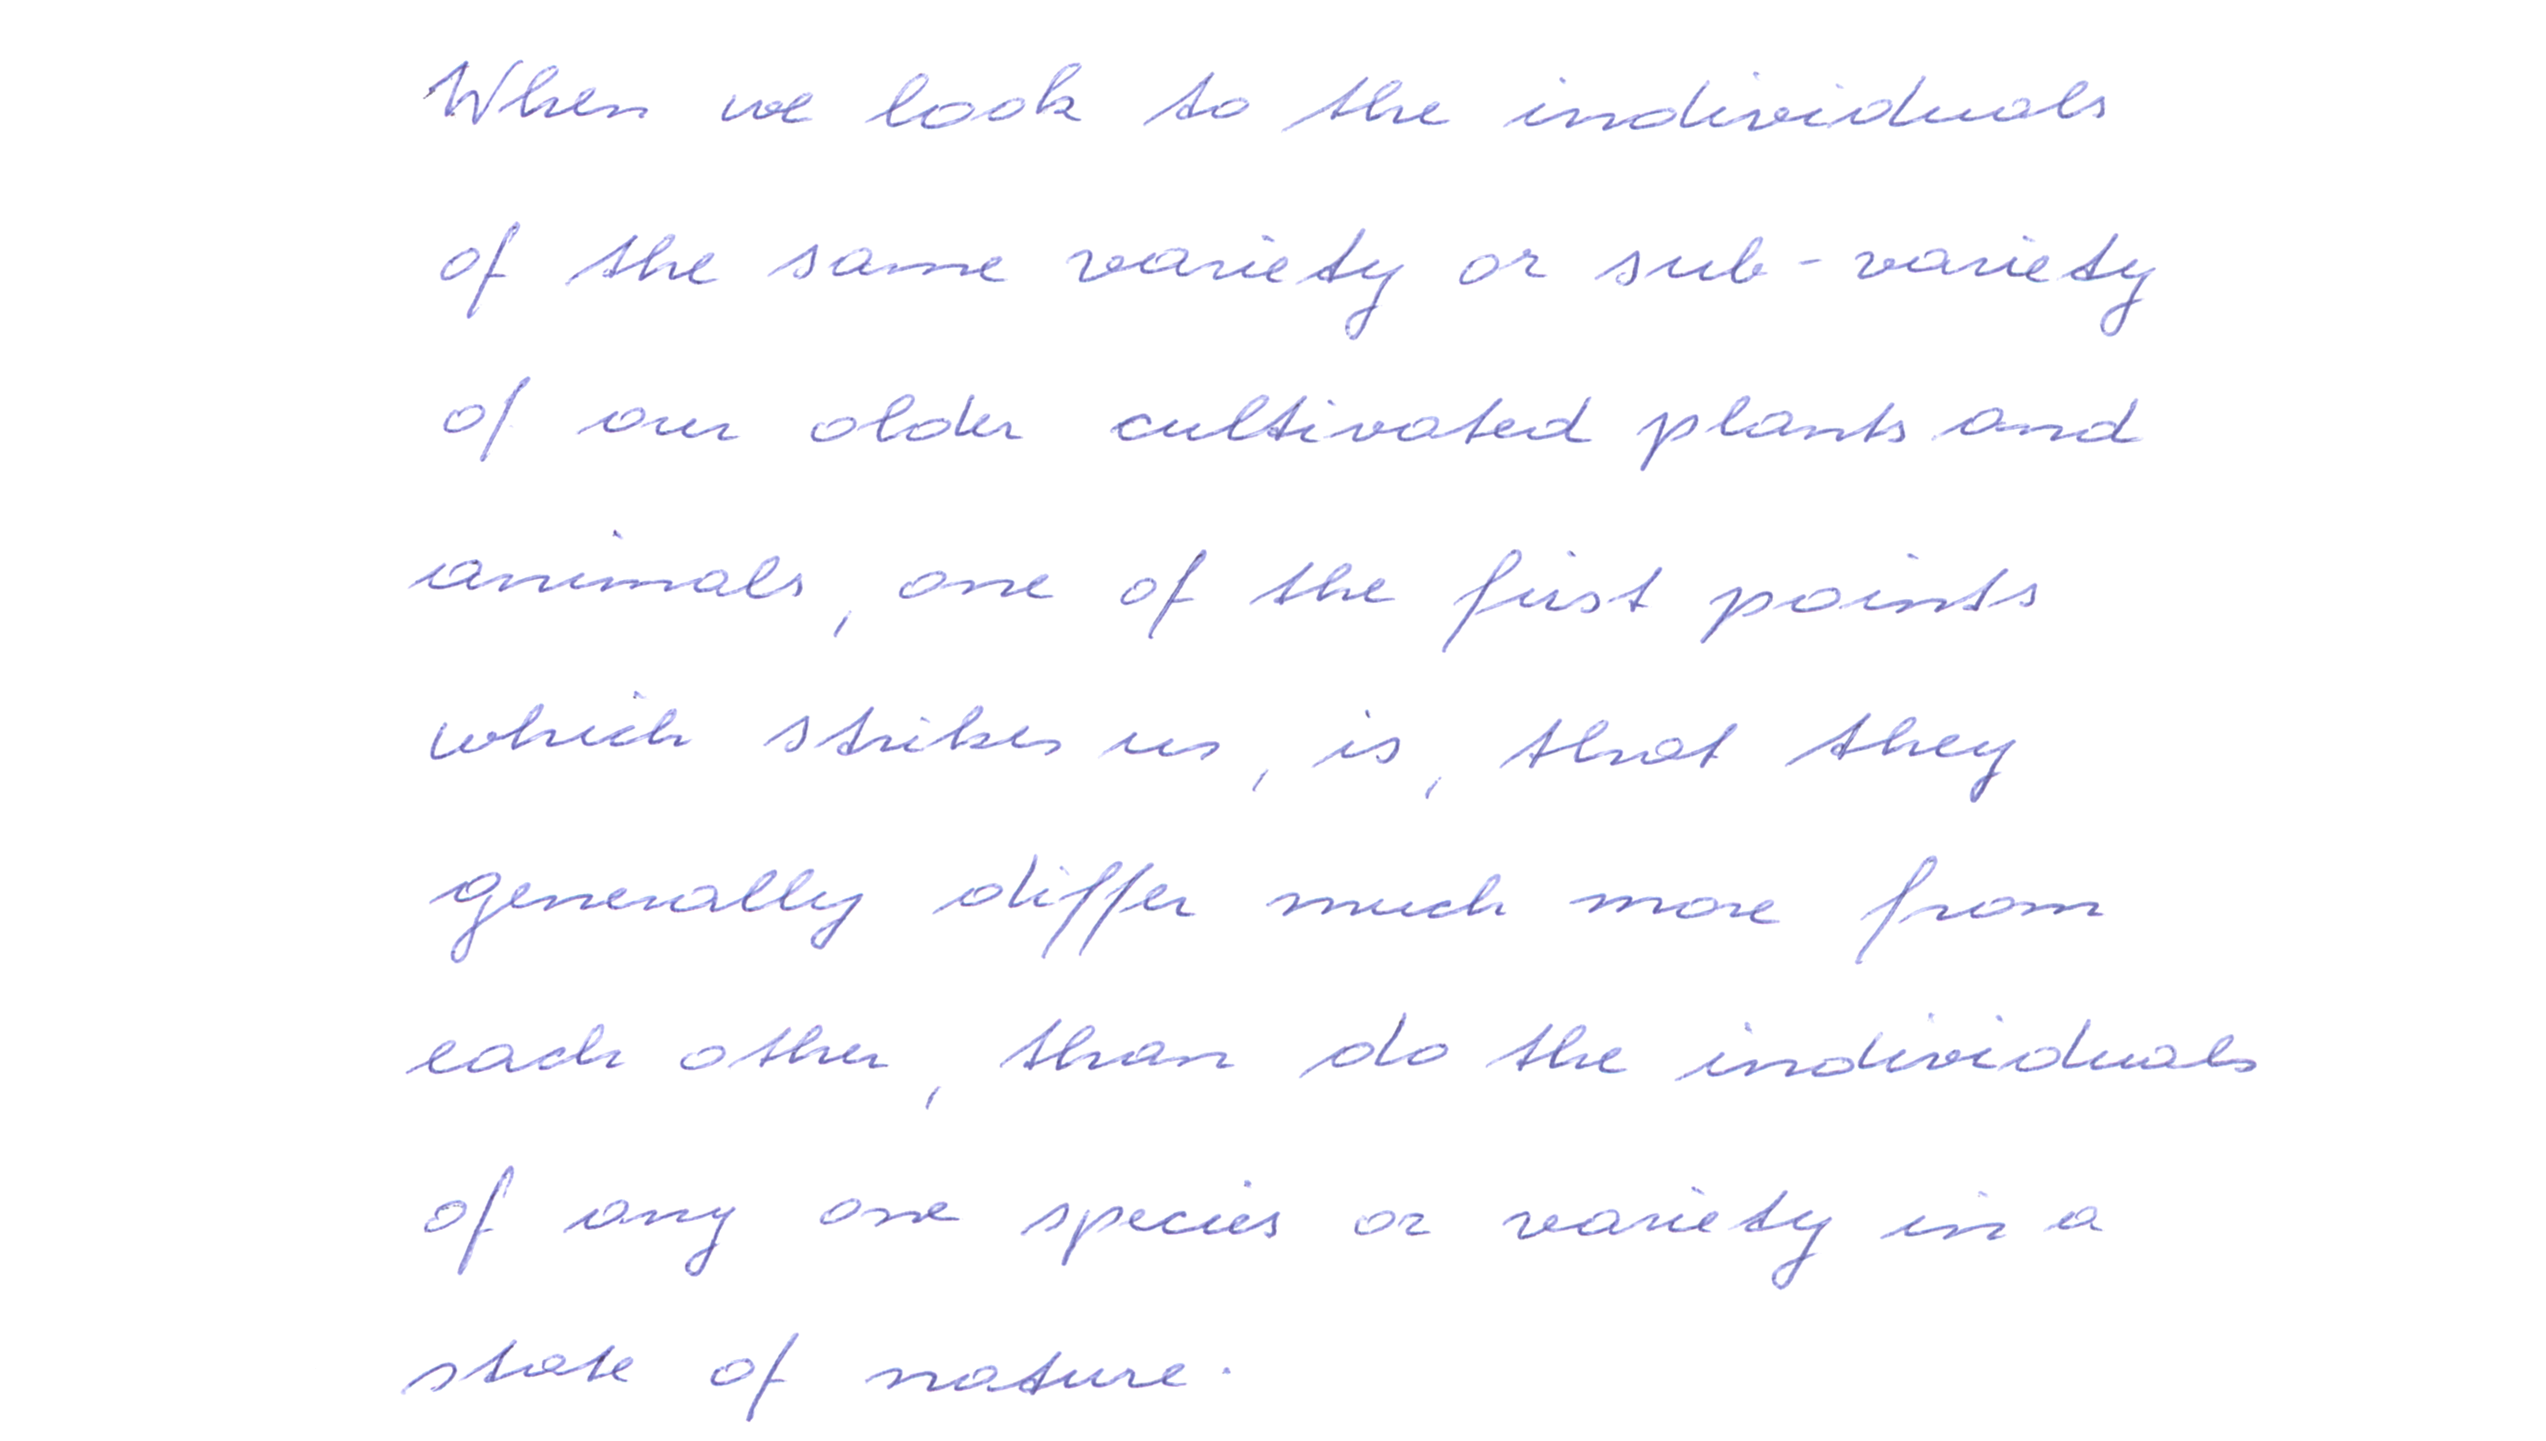 When we look to the individuals
of the same variety or sub-variety
of our older cultivated plants and
animals, one of the first points
which strikes us, is, that they
generally differ much more from
each other, than do the individuals
of any one species or variety in a
state of nature.